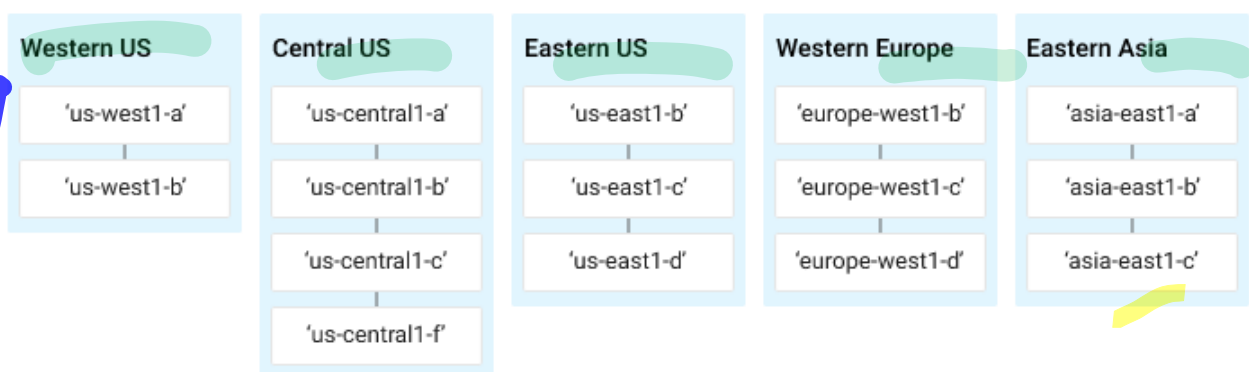 Western US
‘us-west1-a’
‘us-west1-b’
Central US
‘us-central1-a’
‘us-central1-b’
‘us-central1-c’
‘us-central1-f’
Eastern US
‘us-east1-b’
‘us-east1-c’
‘us-east1-d’
Western Europe
‘europe-west1-b’
‘europe-west1-c’
‘europe-west1-d’
Eastern Asia
‘asia-east1-a’
‘asia-east1-b’
‘asia-east1-c’